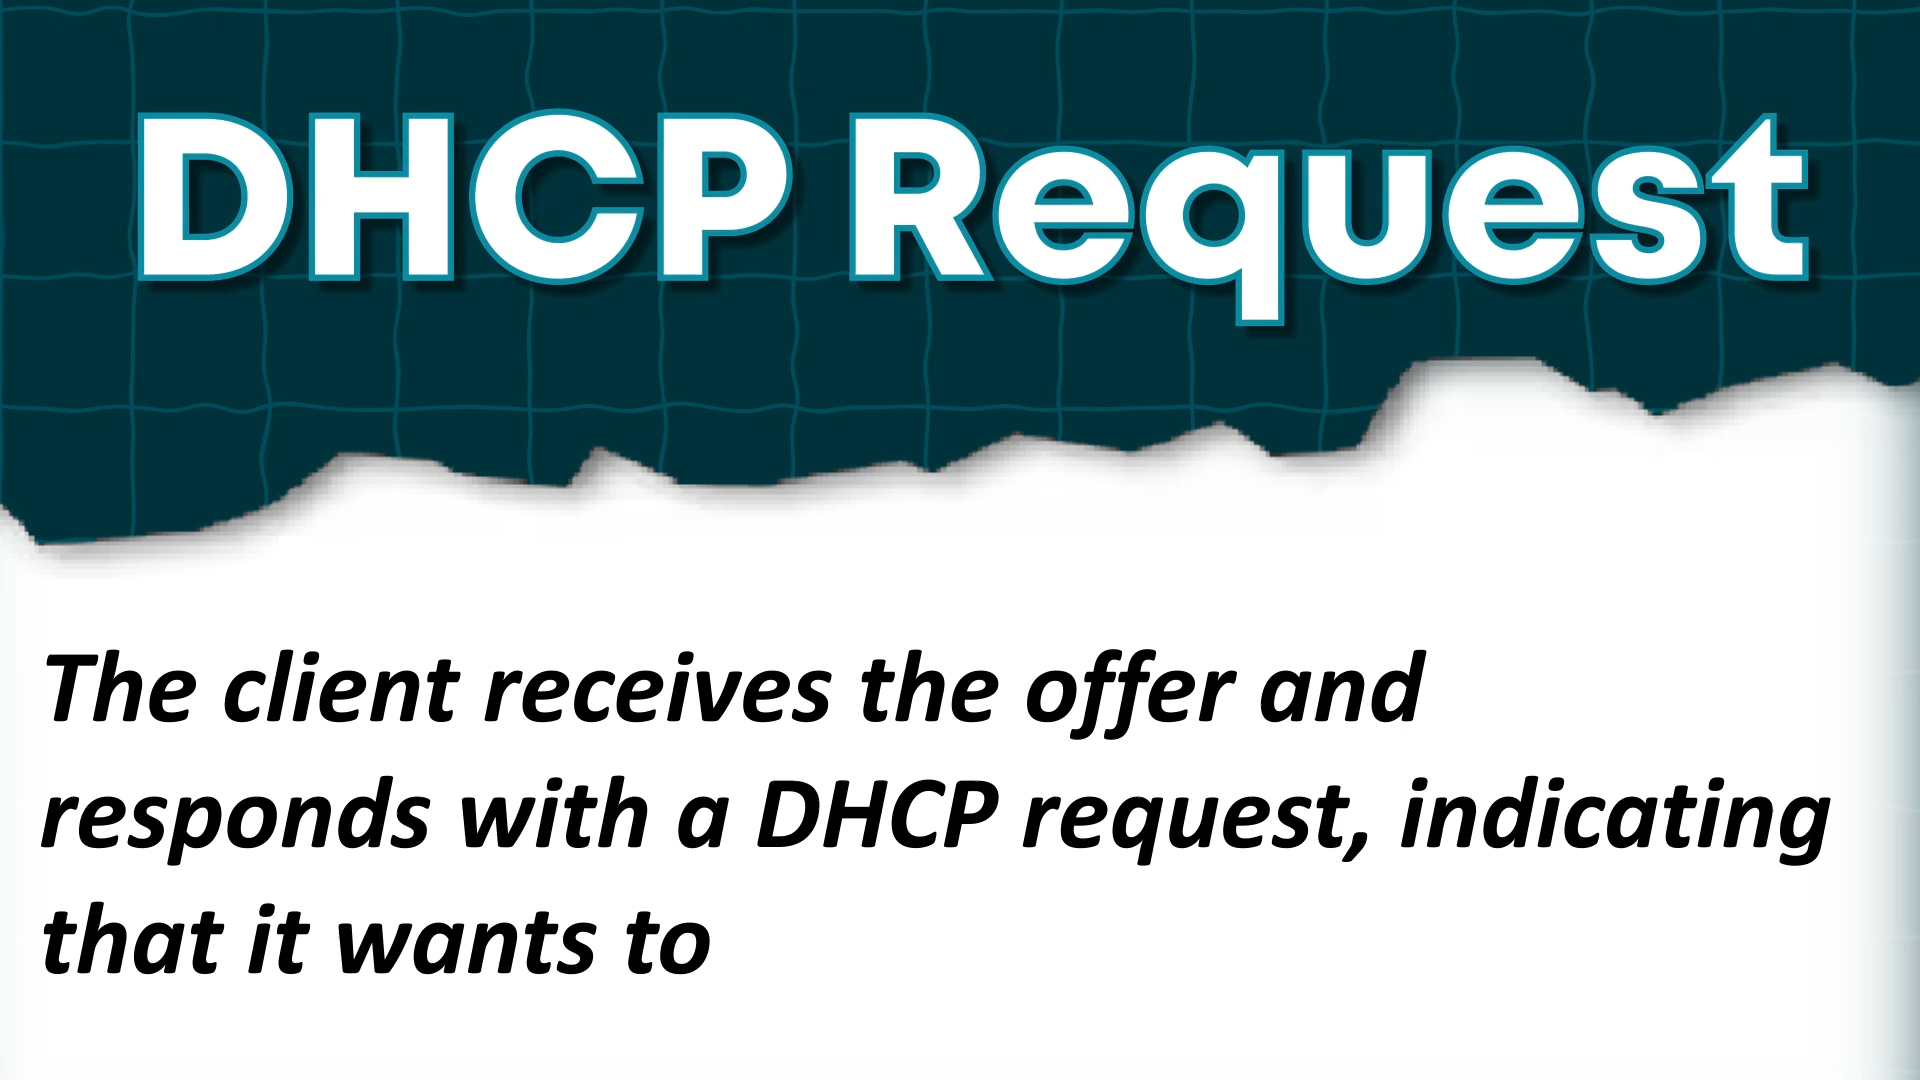 DHCP Request
The client receives the offer and
responds with a DHCP request, indicating
that it wants to